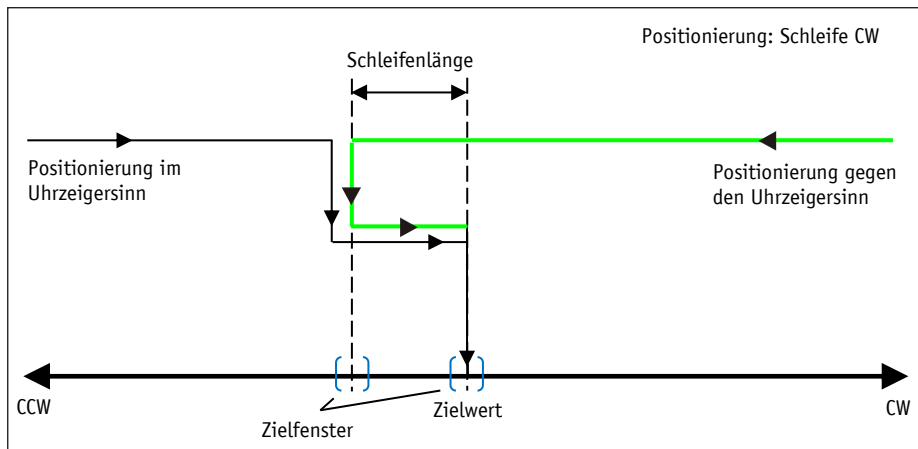 Positionierung: Schleife CW
Schleifenlänge
Positionierung im
Uhrzeigersinn
Positionierung gegen
den Uhrzeigersinn
CCW
Zielfenster
Zielwert
CW